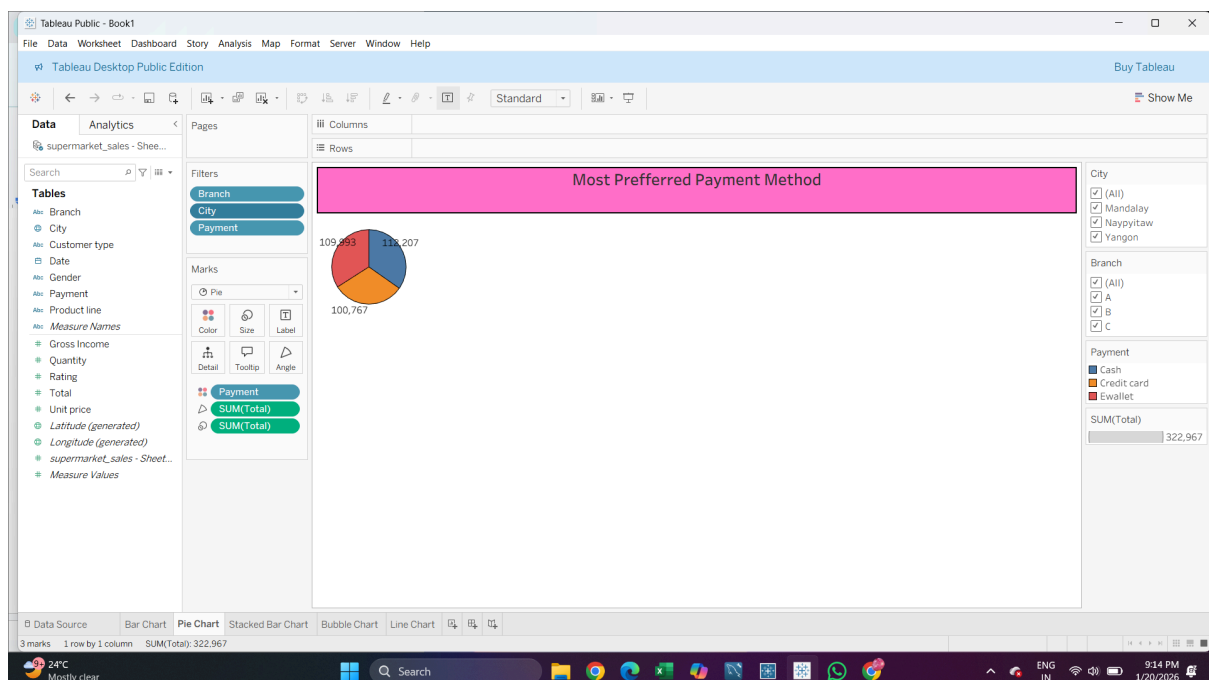 Tableau Public - Book1
File Data Worksheet Dashboard Story Analysis Map Format Server Window Help
Tableau Desktop Public Edition
Buy Tableau
Standard
Show Me
Data Analytics
supermarket_sales - Shee...
Search
Tables
Abc Branch
City
Abc Customer type
Date
Abc Gender
Abc Payment
Abc Product line
Abc Measure Names
# Gross Income
# Quantity
# Rating
# Total
# Unit price
Latitude (generated)
Longitude (generated)
# supermarket_sales - Sheet...
# Measure Values
Pages
Filters
Branch
City
Payment
Marks
Pie
Color Size Label
Detail Tooltip Angle
Payment
SUM(Total)
SUM(Total)
Columns
Rows
Most Prefferred Payment Method
109,993 112,207
100,767
City
(All)
Mandalay
Naypyitaw
Yangon
Branch
(All)
A
B
C
Payment
Cash
Credit card
Ewallet
SUM(Total)
322,967
Data Source Bar Chart Pie Chart Stacked Bar Chart Bubble Chart Line Chart
3 marks 1 row by 1 column SUM(Total): 322,967
9+
24°C
Mostly clear
Search
ENG
IN
9:14 PM
1/20/2026